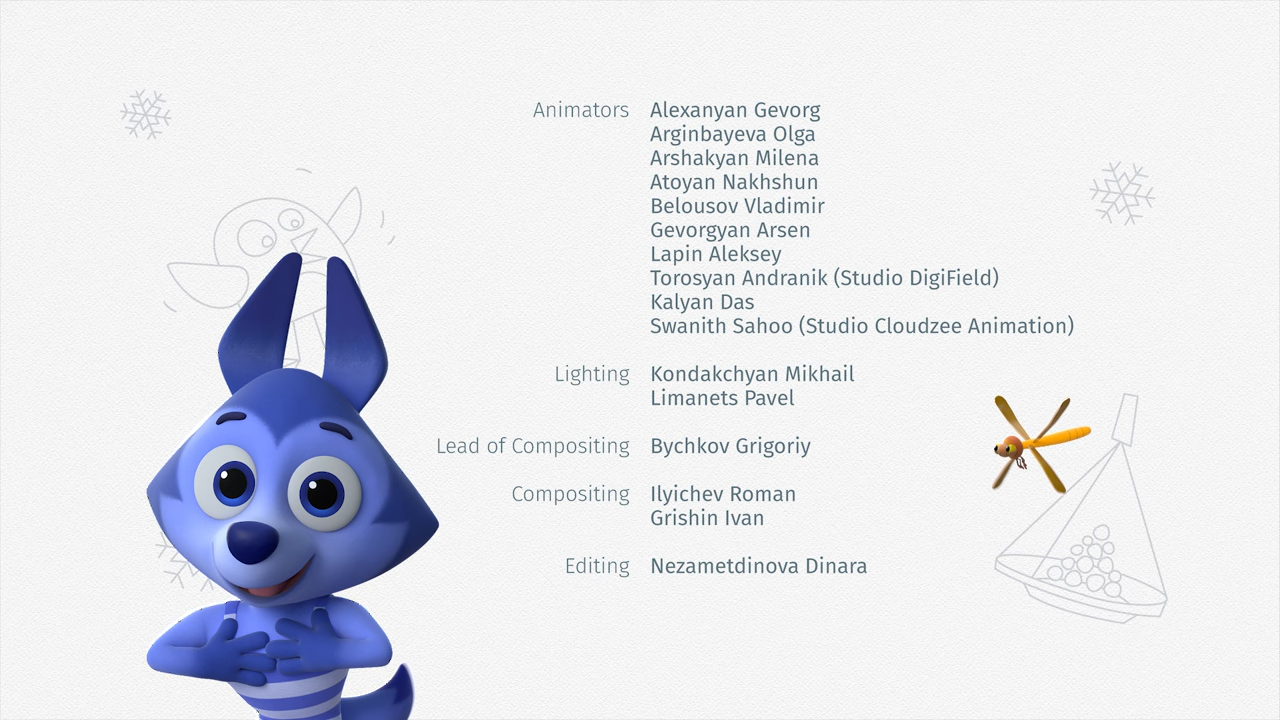 Animators Alexanyan Gevorg
Arginbayeva Olga
Arshakyan Milena
Atoyan Nakhshun
Belousov Vladimir
Gevorgyan Arsen
Lapin Aleksey
Torosyan Andranik (Studio DigiField)
Kalyan Das
Swanith Sahoo (Studio Cloudzee Animation)
Lighting Kondakchyan Mikhail
Limanets Pavel
Lead of Compositing Bychkov Grigoriy
Compositing Ilyichev Roman
Grishin Ivan
Editing Nezametdinova Dinara